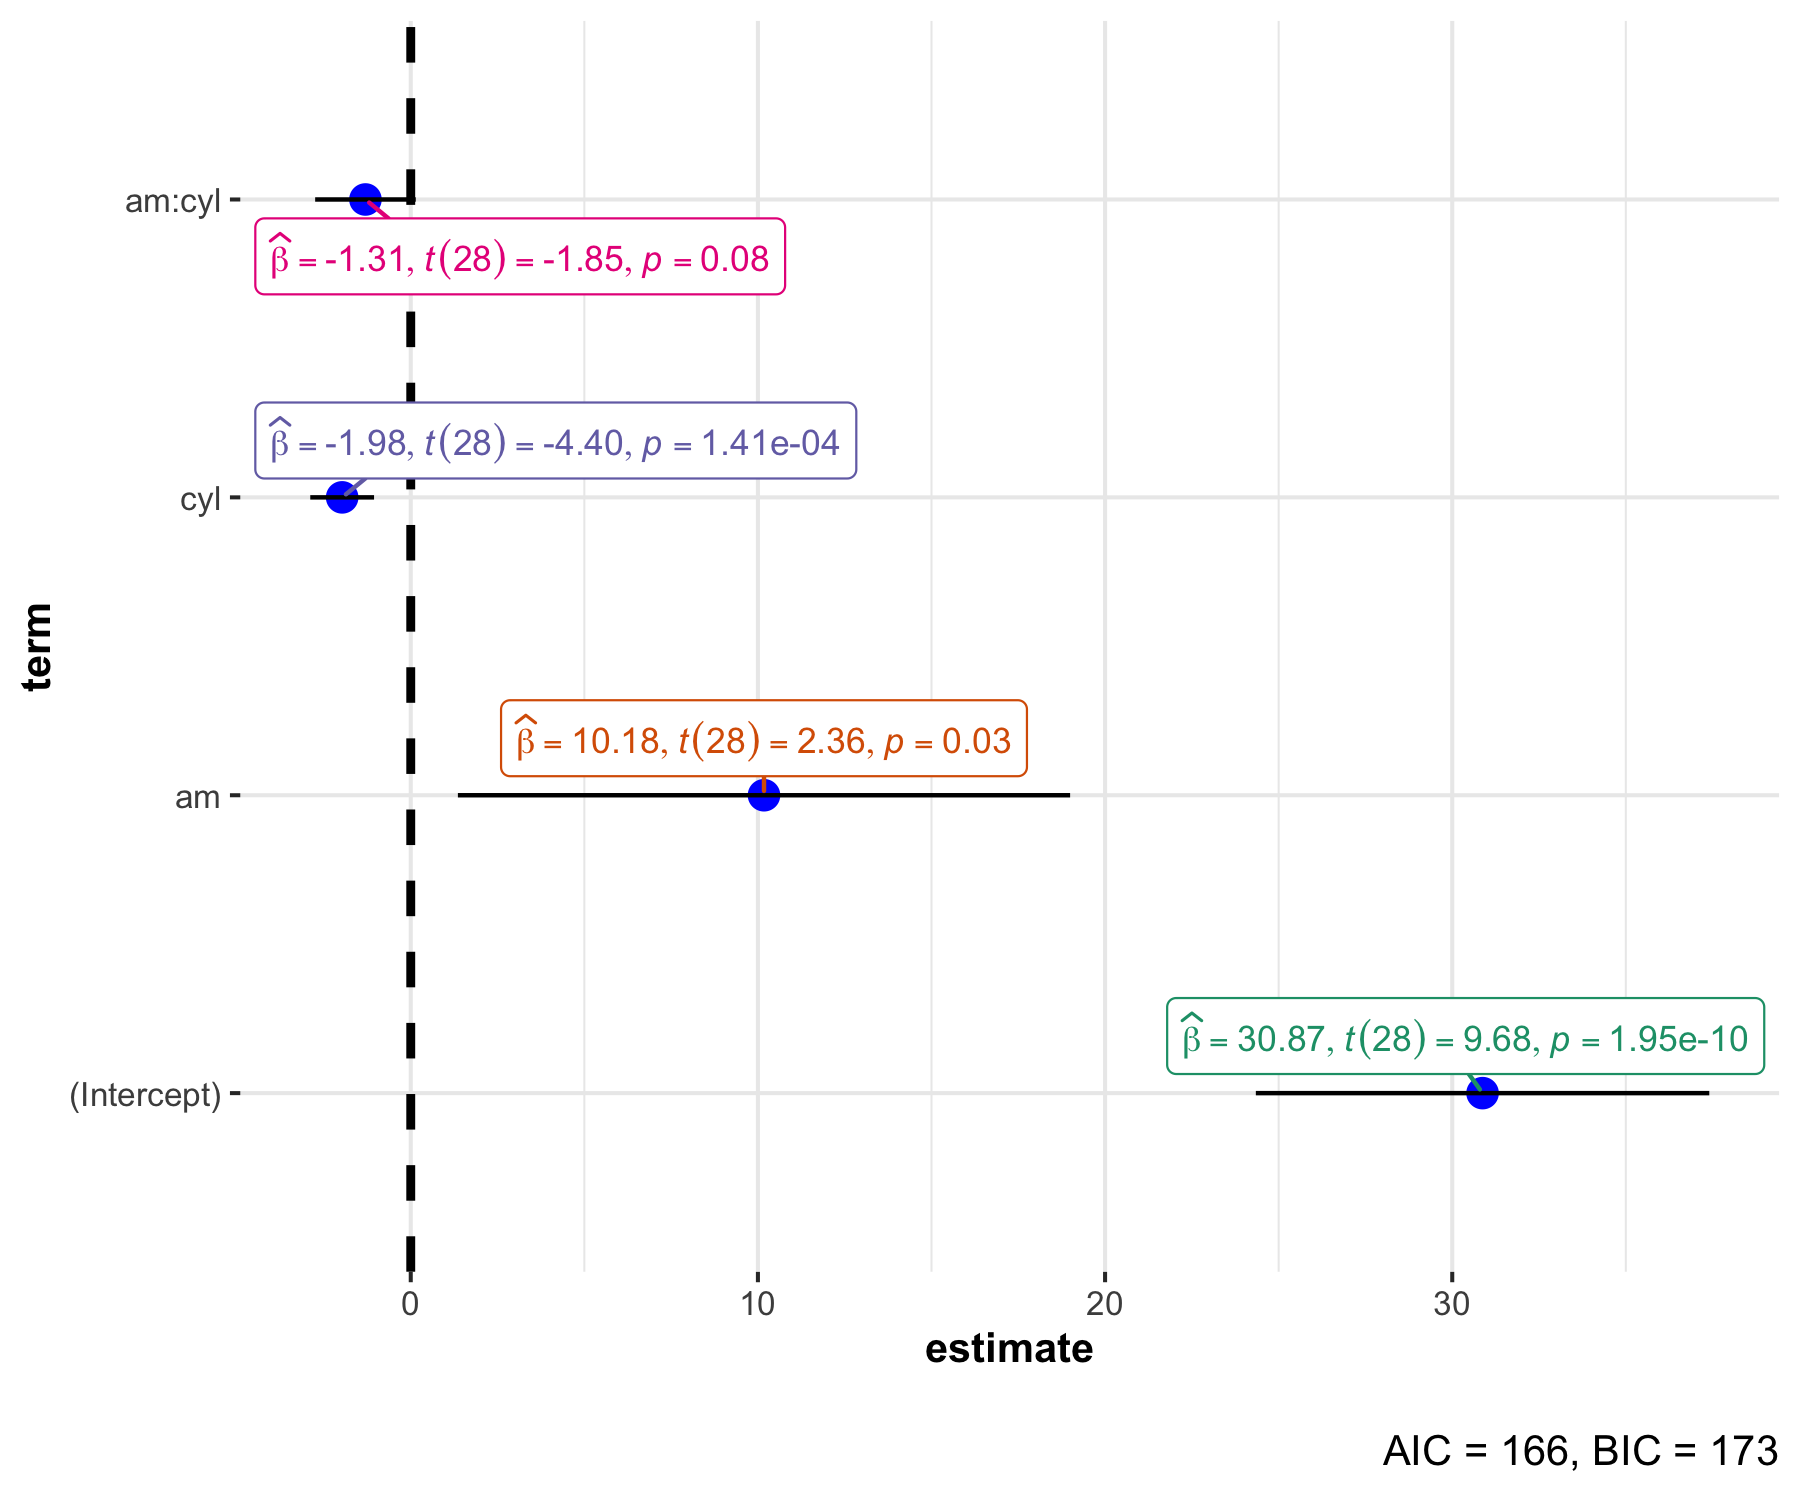 am:cyl
β̂ = -1.31, t(28) = -1.85, p = 0.08
β̂ = -1.98, t(28) = -4.40, p = 1.41e-04
cyl
term
β̂ = 10.18, t(28) = 2.36, p = 0.03
am
β̂ = 30.87, t(28) = 9.68, p = 1.95e-10
(Intercept)
0 10 20 30
estimate
AIC = 166, BIC = 173